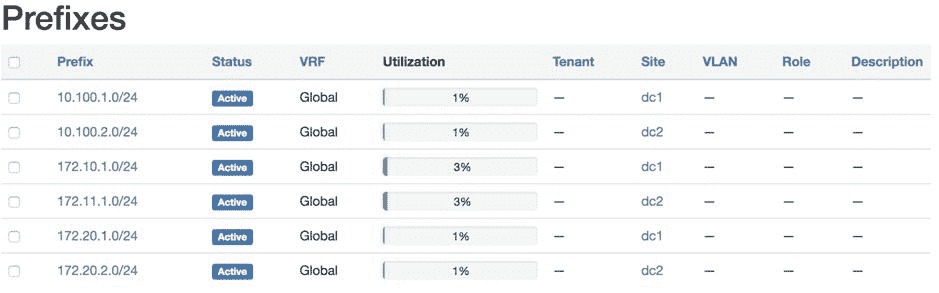 Prefixes
Prefix Status VRF Utilization Tenant Site VLAN Role Description
10.100.1.0/24 Active Global 1% — dc1 — — —
10.100.2.0/24 Active Global 1% — dc2 — — —
172.10.1.0/24 Active Global 3% — dc1 — — —
172.11.1.0/24 Active Global 3% — dc2 — — —
172.20.1.0/24 Active Global 1% — dc1 — — —
172.20.2.0/24 Active Global 1% — dc2 — — —